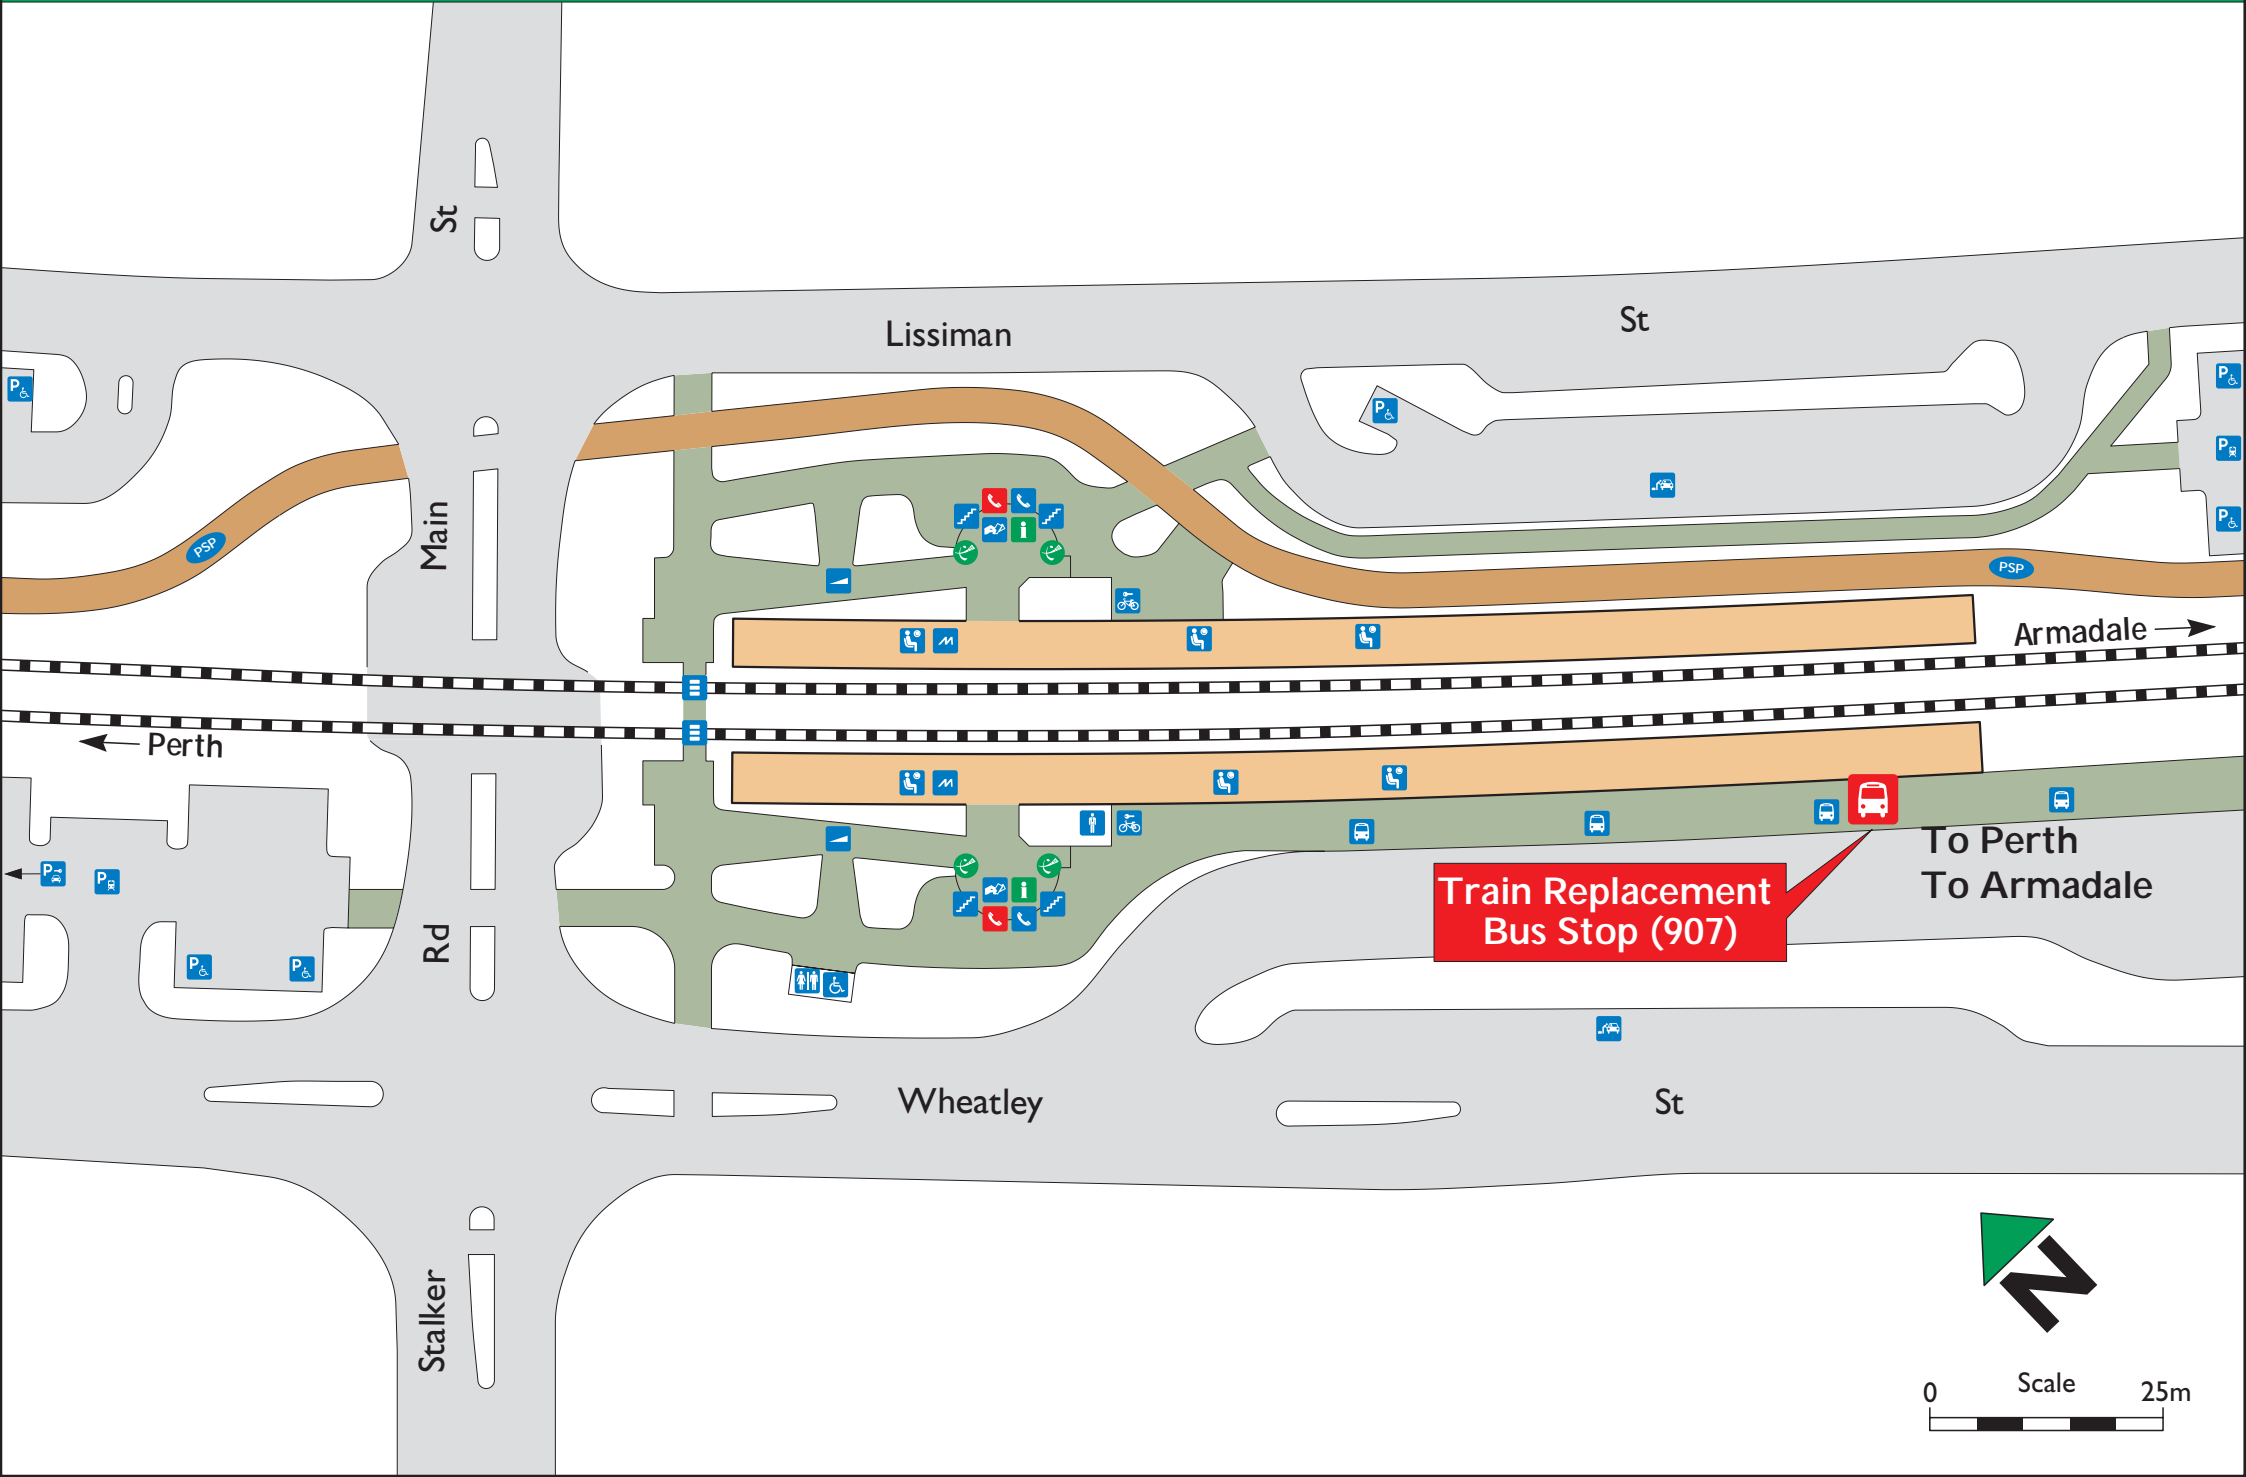 St
Lissiman
St
Main
PSP
PSP
P
P
P
P
P
i
Armadale
Perth
P
P
P
P
i
To Perth
To Armadale
Train Replacement
Bus Stop (907)
Rd
Wheatley
St
Stalker
N
Scale
0
25m